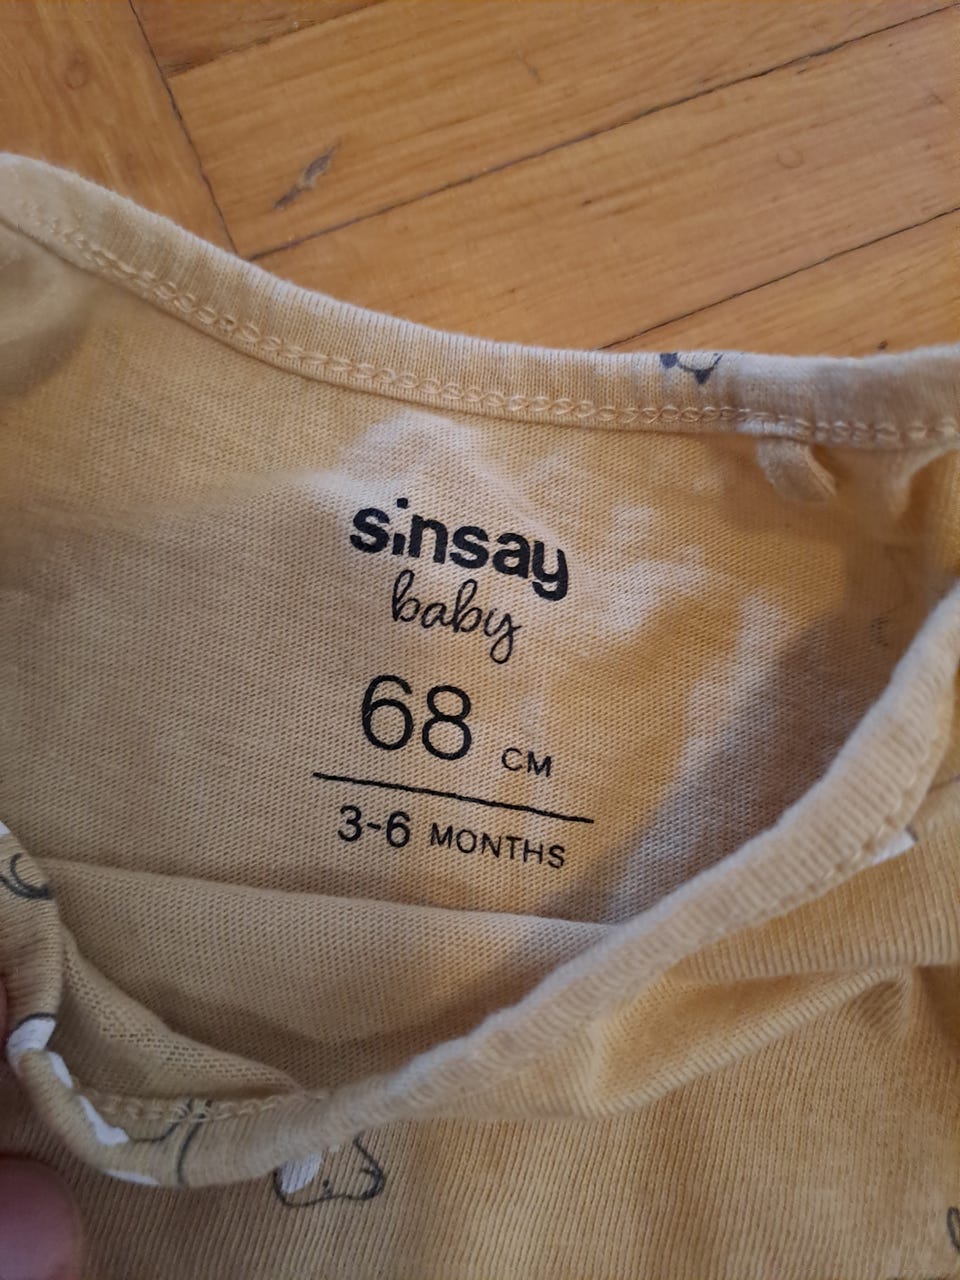 sinsay
baby
68 CM
3-6 MONTHS